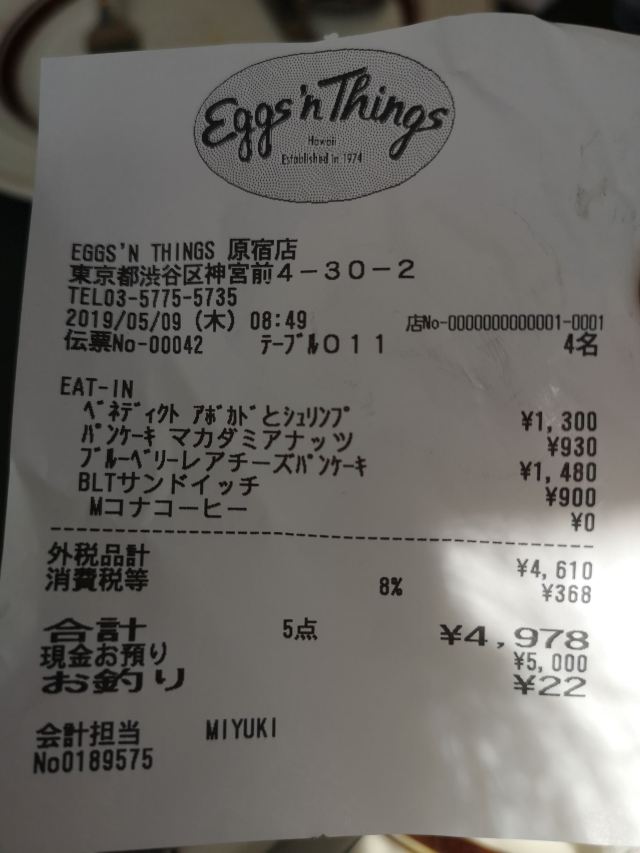 Eggs'n Things
Hawaii
Established in 1974
EGGS'N THINGS 原宿店
東京都渋谷区神宮前4－30－2
TEL03-5775-5735
2019/05/09 (木) 08:49 店No-0000000000001-0001
伝票No-00042 ﾃｰﾌﾞﾙ011 4名
EAT-IN
ﾍﾞﾈﾃﾞｨｸﾄ ｱﾎﾞｶﾄﾞとｼｭﾘﾝﾌﾟ ¥1,300
ﾊﾟﾝｹｰｷ マカダミアナッツ ¥930
ﾌﾞﾙｰﾍﾞﾘｰレアチーズﾊﾟﾝｹｰｷ ¥1,480
BLTサンドイッチ ¥900
Mコナコーヒー ¥0
外税品計 ¥4,610
消費税等 8% ¥368
合計 5点 ¥4,978
現金お預り ¥5,000
お釣り ¥22
会計担当 MIYUKI
No0189575